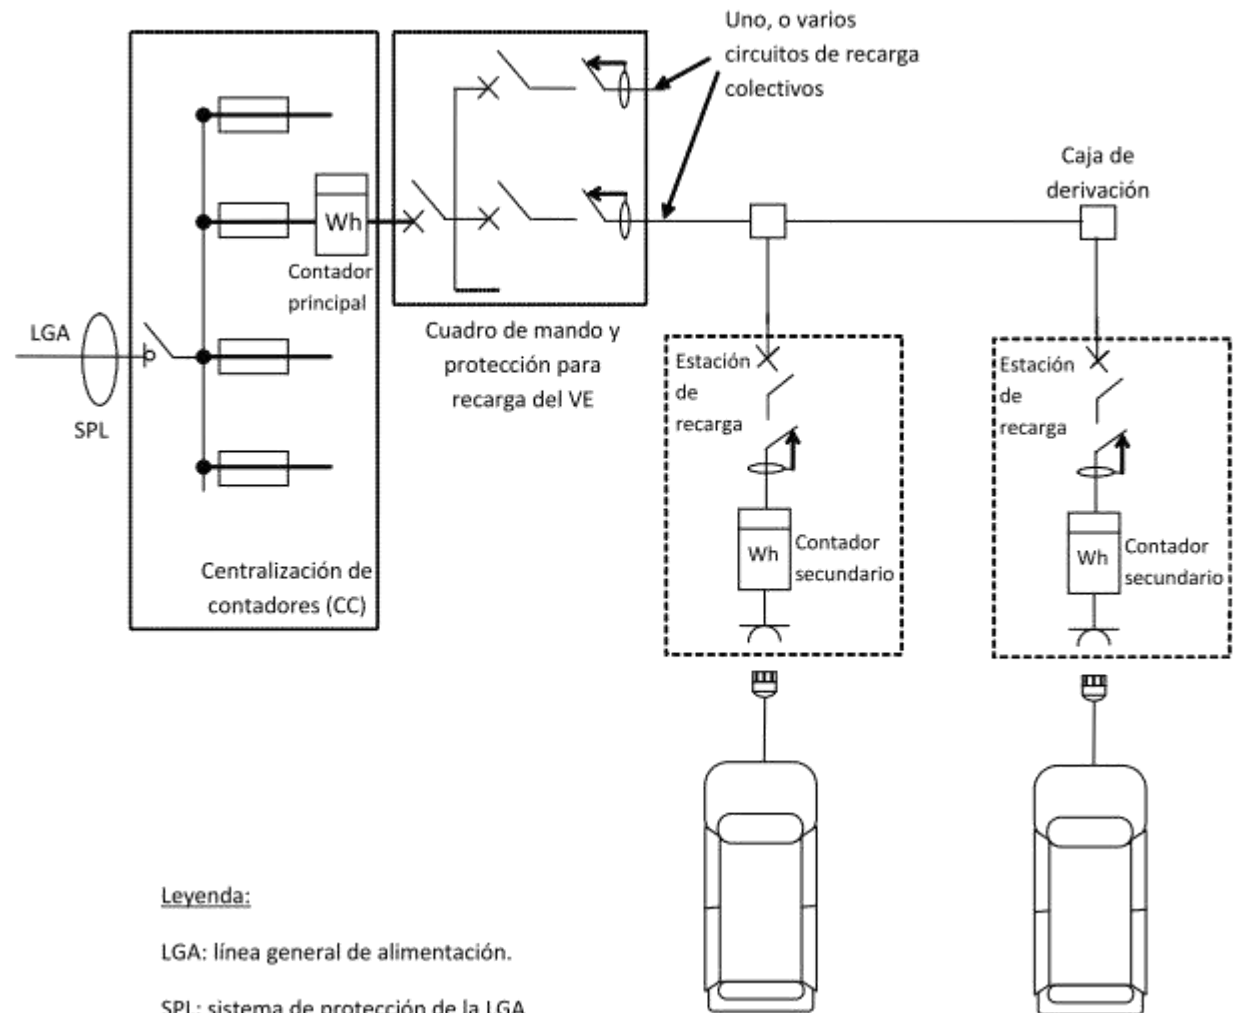 Uno, o varios
circuitos de recarga
colectivos
Caja de
derivación
Wh
Contador
principal
LGA
SPL
Cuadro de mando y
protección para
recarga del VE
Centralización de
contadores (CC)
Estación
de
recarga
Wh
Contador
secundario
Estación
de
recarga
Wh
Contador
secundario
Leyenda:
LGA: línea general de alimentación.
SPL: sistema de protección de la LGA